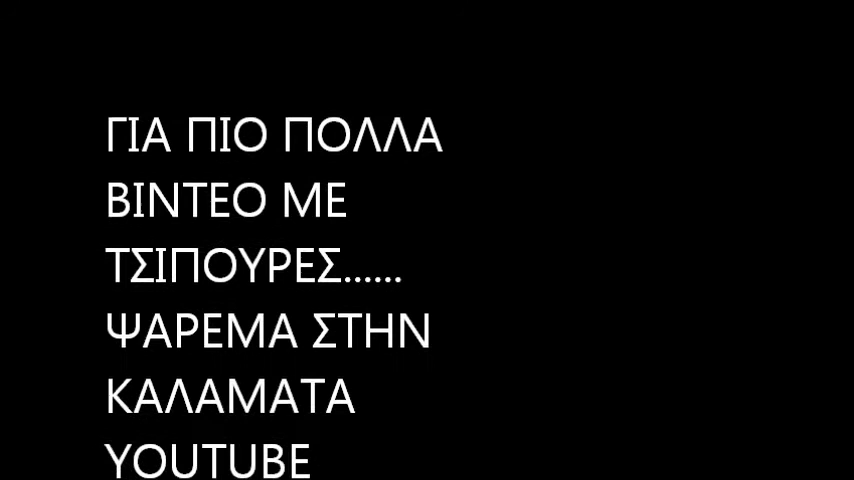 ΓΙΑ ΠΙΟ ΠΟΛΛΑ
ΒΙΝΤΕΟ ΜΕ
ΤΣΙΠΟΥΡΕΣ......
ΨΑΡΕΜΑ ΣΤΗΝ
ΚΑΛΑΜΑΤΑ
YOUTUBE